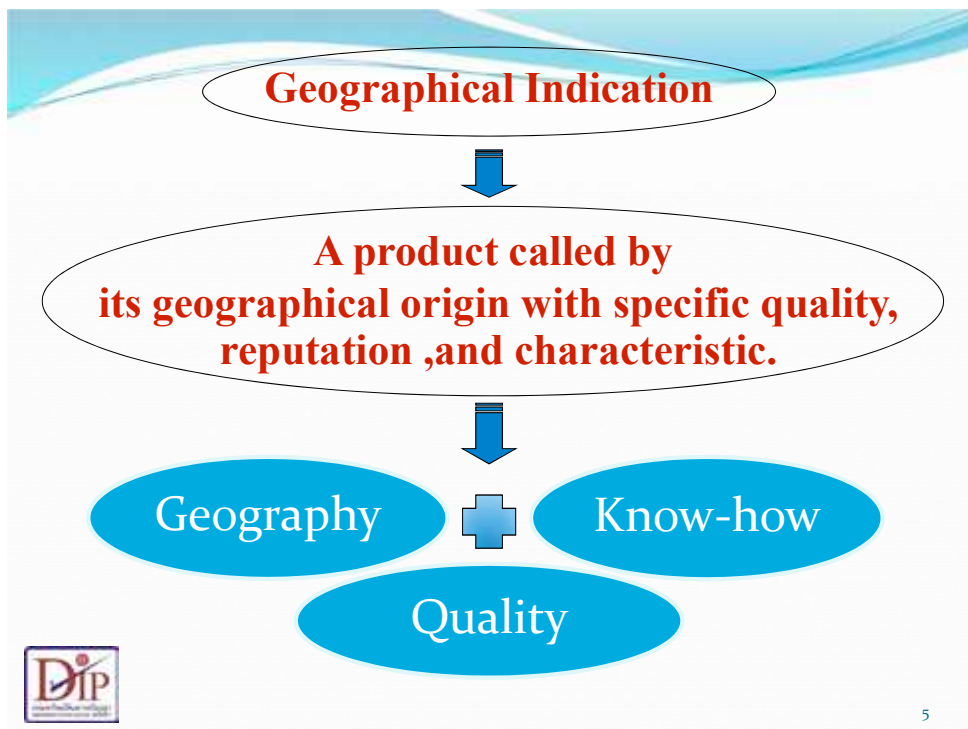 Geographical Indication
A product called by
its geographical origin with specific quality,
reputation ,and characteristic.
Geography
Know-how
Quality
DIP
5